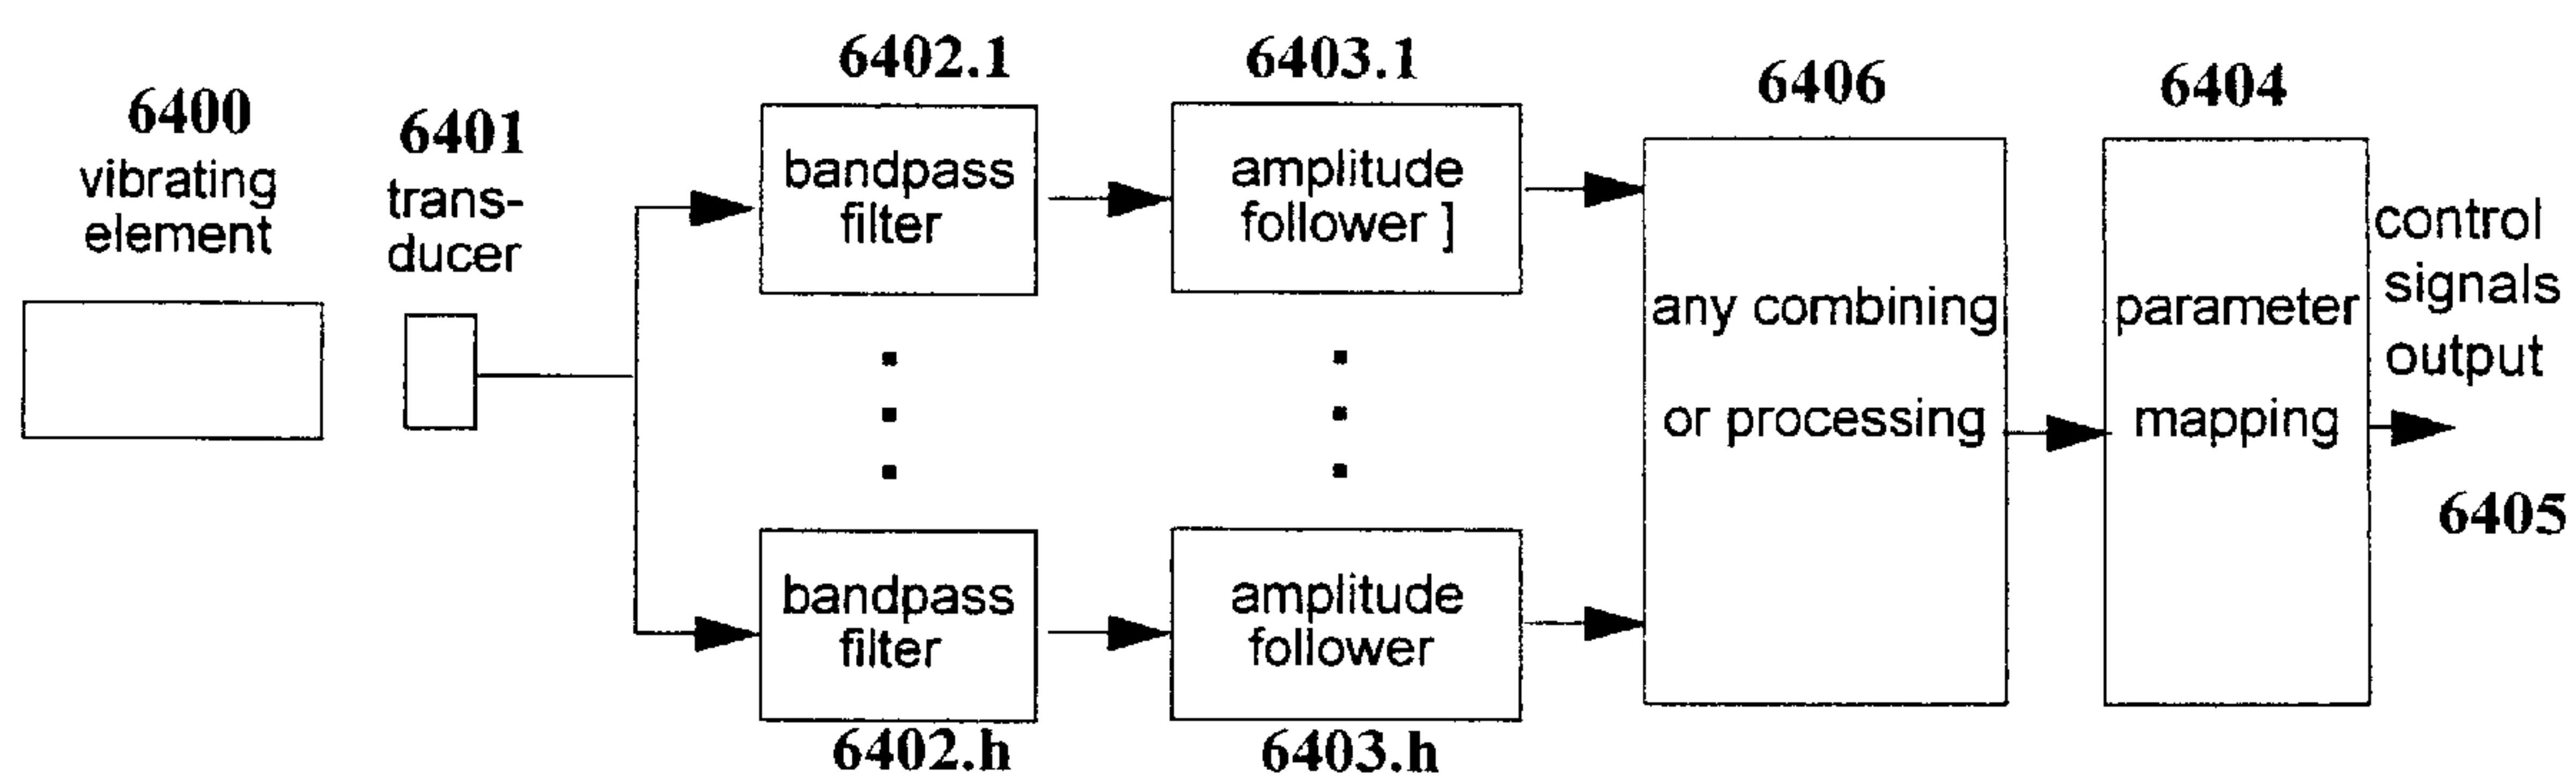 6400
vibrating
element
6401
trans-
ducer
6402.1
bandpass
filter
6403.1
amplitude
follower ]
bandpass
filter
6402.h
amplitude
follower
6403.h
6406
any combining
or processing
6404
parameter
mapping
control
signals
output
6405